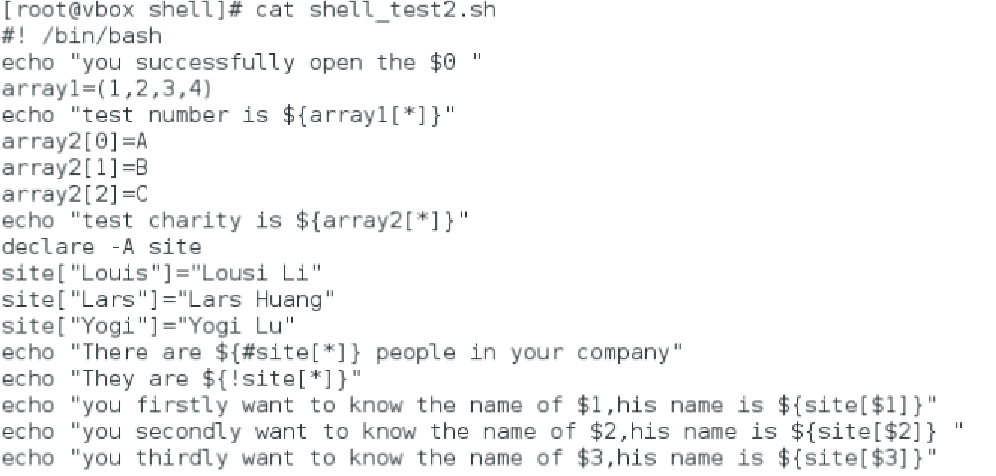 [root@vbox shell]# cat shell_test2.sh
#! /bin/bash
echo "you successfully open the $0 "
array1=(1,2,3,4)
echo "test number is ${array1[*]}"
array2[0]=A
array2[1]=B
array2[2]=C
echo "test charity is ${array2[*]}"
declare -A site
site["Louis"]="Lousi Li"
site["Lars"]="Lars Huang"
site["Yogi"]="Yogi Lu"
echo "There are ${#site[*]} people in your company"
echo "They are ${!site[*]}"
echo "you firstly want to know the name of $1,his name is ${site[$1]}"
echo "you secondly want to know the name of $2,his name is ${site[$2]} "
echo "you thirdly want to know the name of $3,his name is ${site[$3]}"